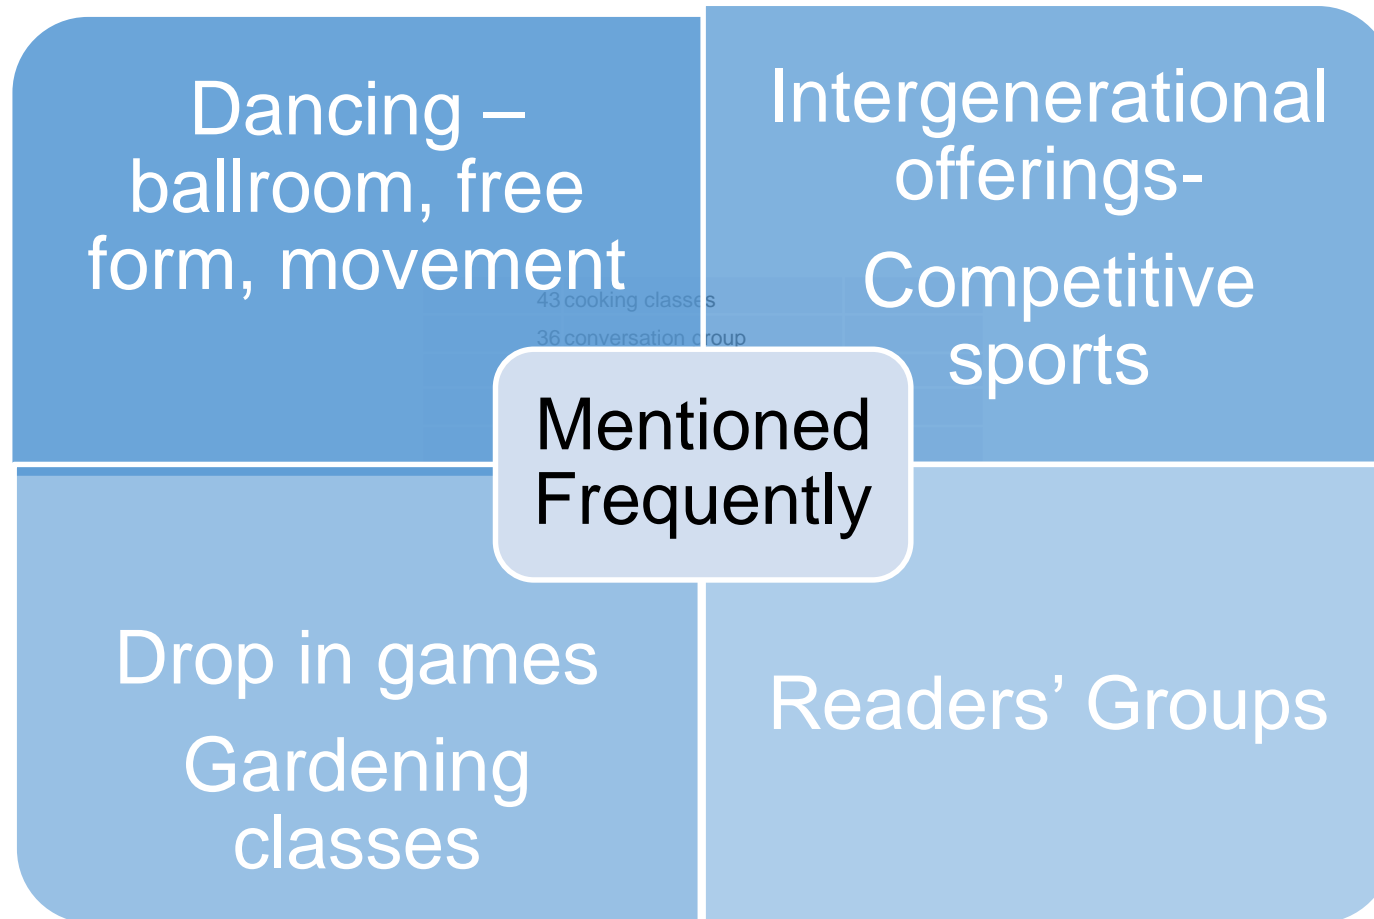 Dancing –
ballroom, free
form, movement
Intergenerational
offerings-
Competitive
sports
43 cooking classes
36 conversation group
Mentioned
Frequently
Drop in games
Gardening
classes
Readers’ Groups